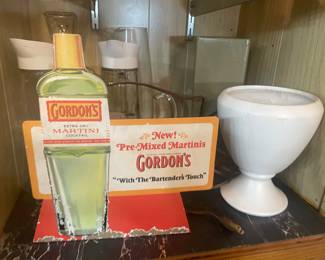 GORDON'S
EXTRA DRY
MARTINI
COCKTAIL
New!
Pre-Mixed Martinis
GORDON'S
"With The Bartender's Touch"